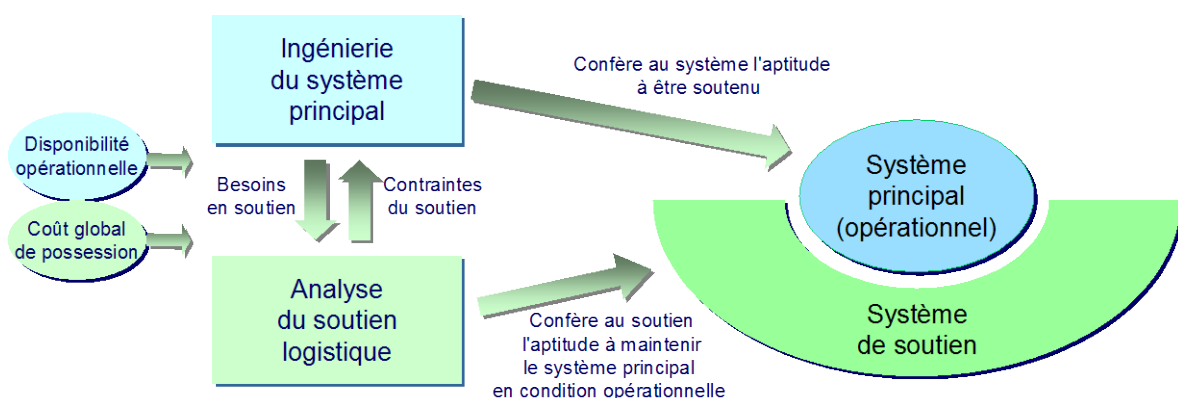 Ingénierie
du système
principal
Confère au système l'aptitude
à être soutenu
Disponibilité
opérationnelle
Besoins
en soutien
Contraintes
du soutien
Système
principal
(opérationnel)
Coût global
de possession
Analyse
du soutien
logistique
Confère au soutien
l'aptitude à maintenir
le système principal
en condition opérationnelle
Système
de soutien